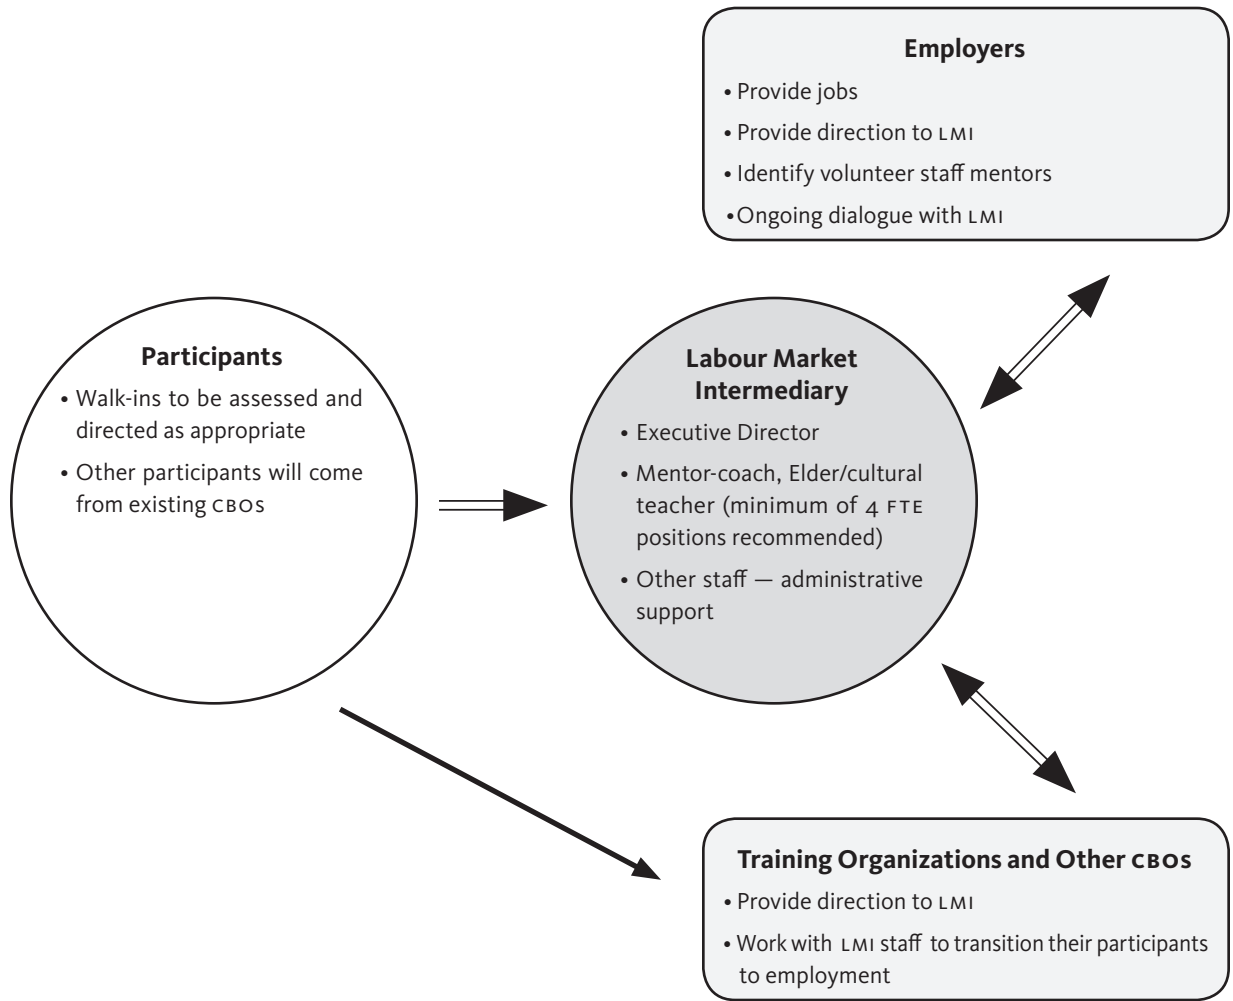 Employers
• Provide jobs
• Provide direction to LMI
• Identify volunteer staff mentors
• Ongoing dialogue with LMI
Participants
• Walk-ins to be assessed and
directed as appropriate
• Other participants will come
from existing CBOs
Labour Market
Intermediary
• Executive Director
• Mentor-coach, Elder/cultural
teacher (minimum of 4 FTE
positions recommended)
• Other staff — administrative
support
Training Organizations and Other CBOs
• Provide direction to LMI
• Work with LMI staff to transition their participants
to employment